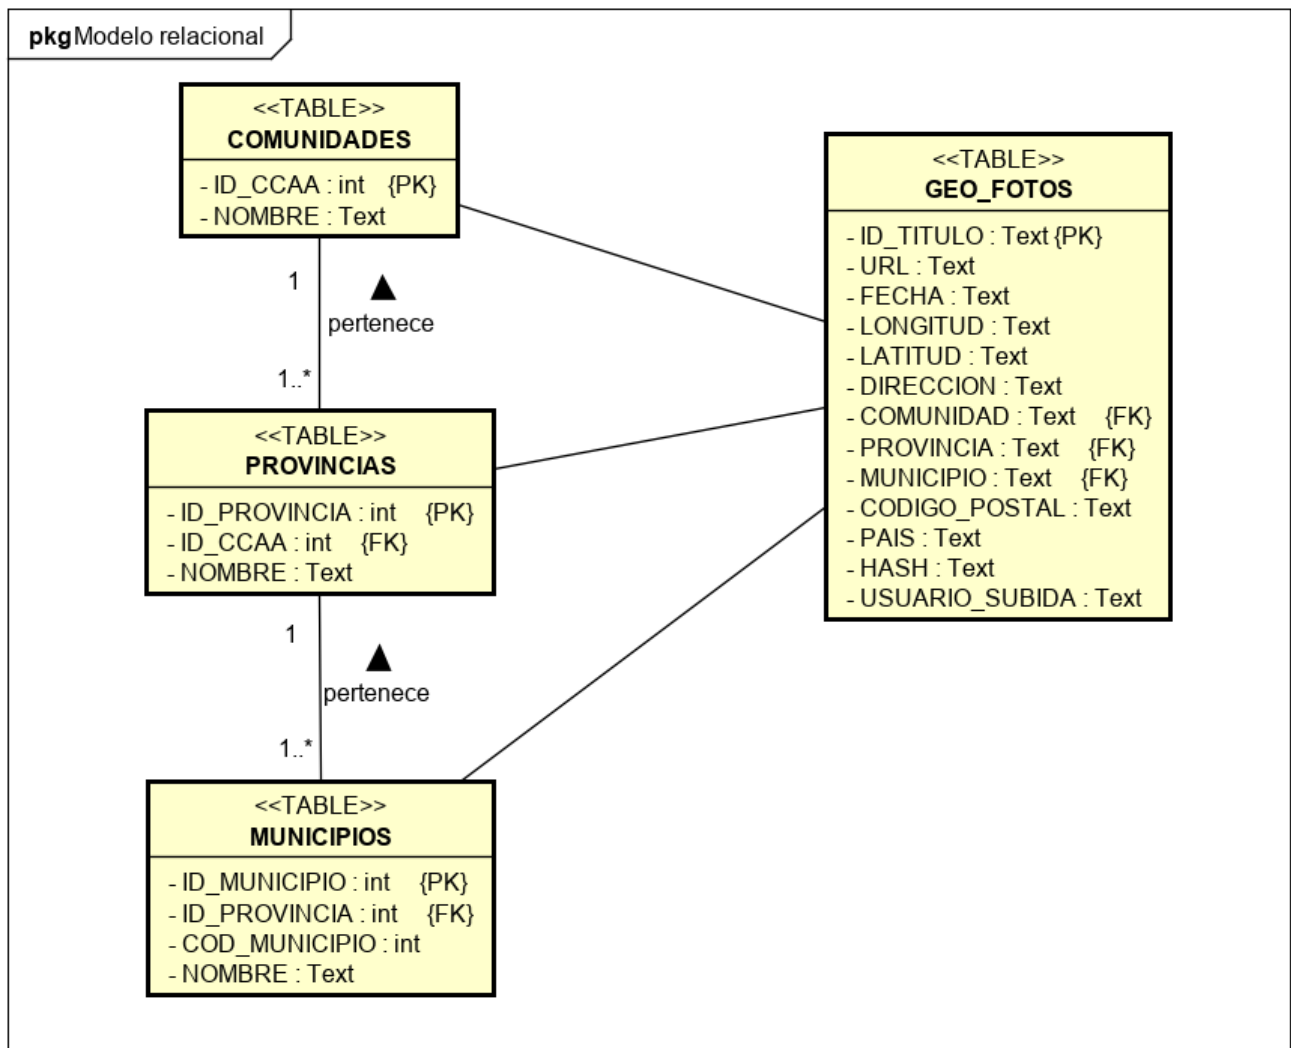 pkg Modelo relacional
<<TABLE>>
COMUNIDADES
- ID_CCAA : int {PK}
- NOMBRE : Text
1
pertenece
1..*
<<TABLE>>
PROVINCIAS
- ID_PROVINCIA : int {PK}
- ID_CCAA : int {FK}
- NOMBRE : Text
1
pertenece
1..*
<<TABLE>>
MUNICIPIOS
- ID_MUNICIPIO : int {PK}
- ID_PROVINCIA : int {FK}
- COD_MUNICIPIO : int
- NOMBRE : Text
<<TABLE>>
GEO_FOTOS
- ID_TITULO : Text {PK}
- URL : Text
- FECHA : Text
- LONGITUD : Text
- LATITUD : Text
- DIRECCION : Text
- COMUNIDAD : Text {FK}
- PROVINCIA : Text {FK}
- MUNICIPIO : Text {FK}
- CODIGO_POSTAL : Text
- PAIS : Text
- HASH : Text
- USUARIO_SUBIDA : Text